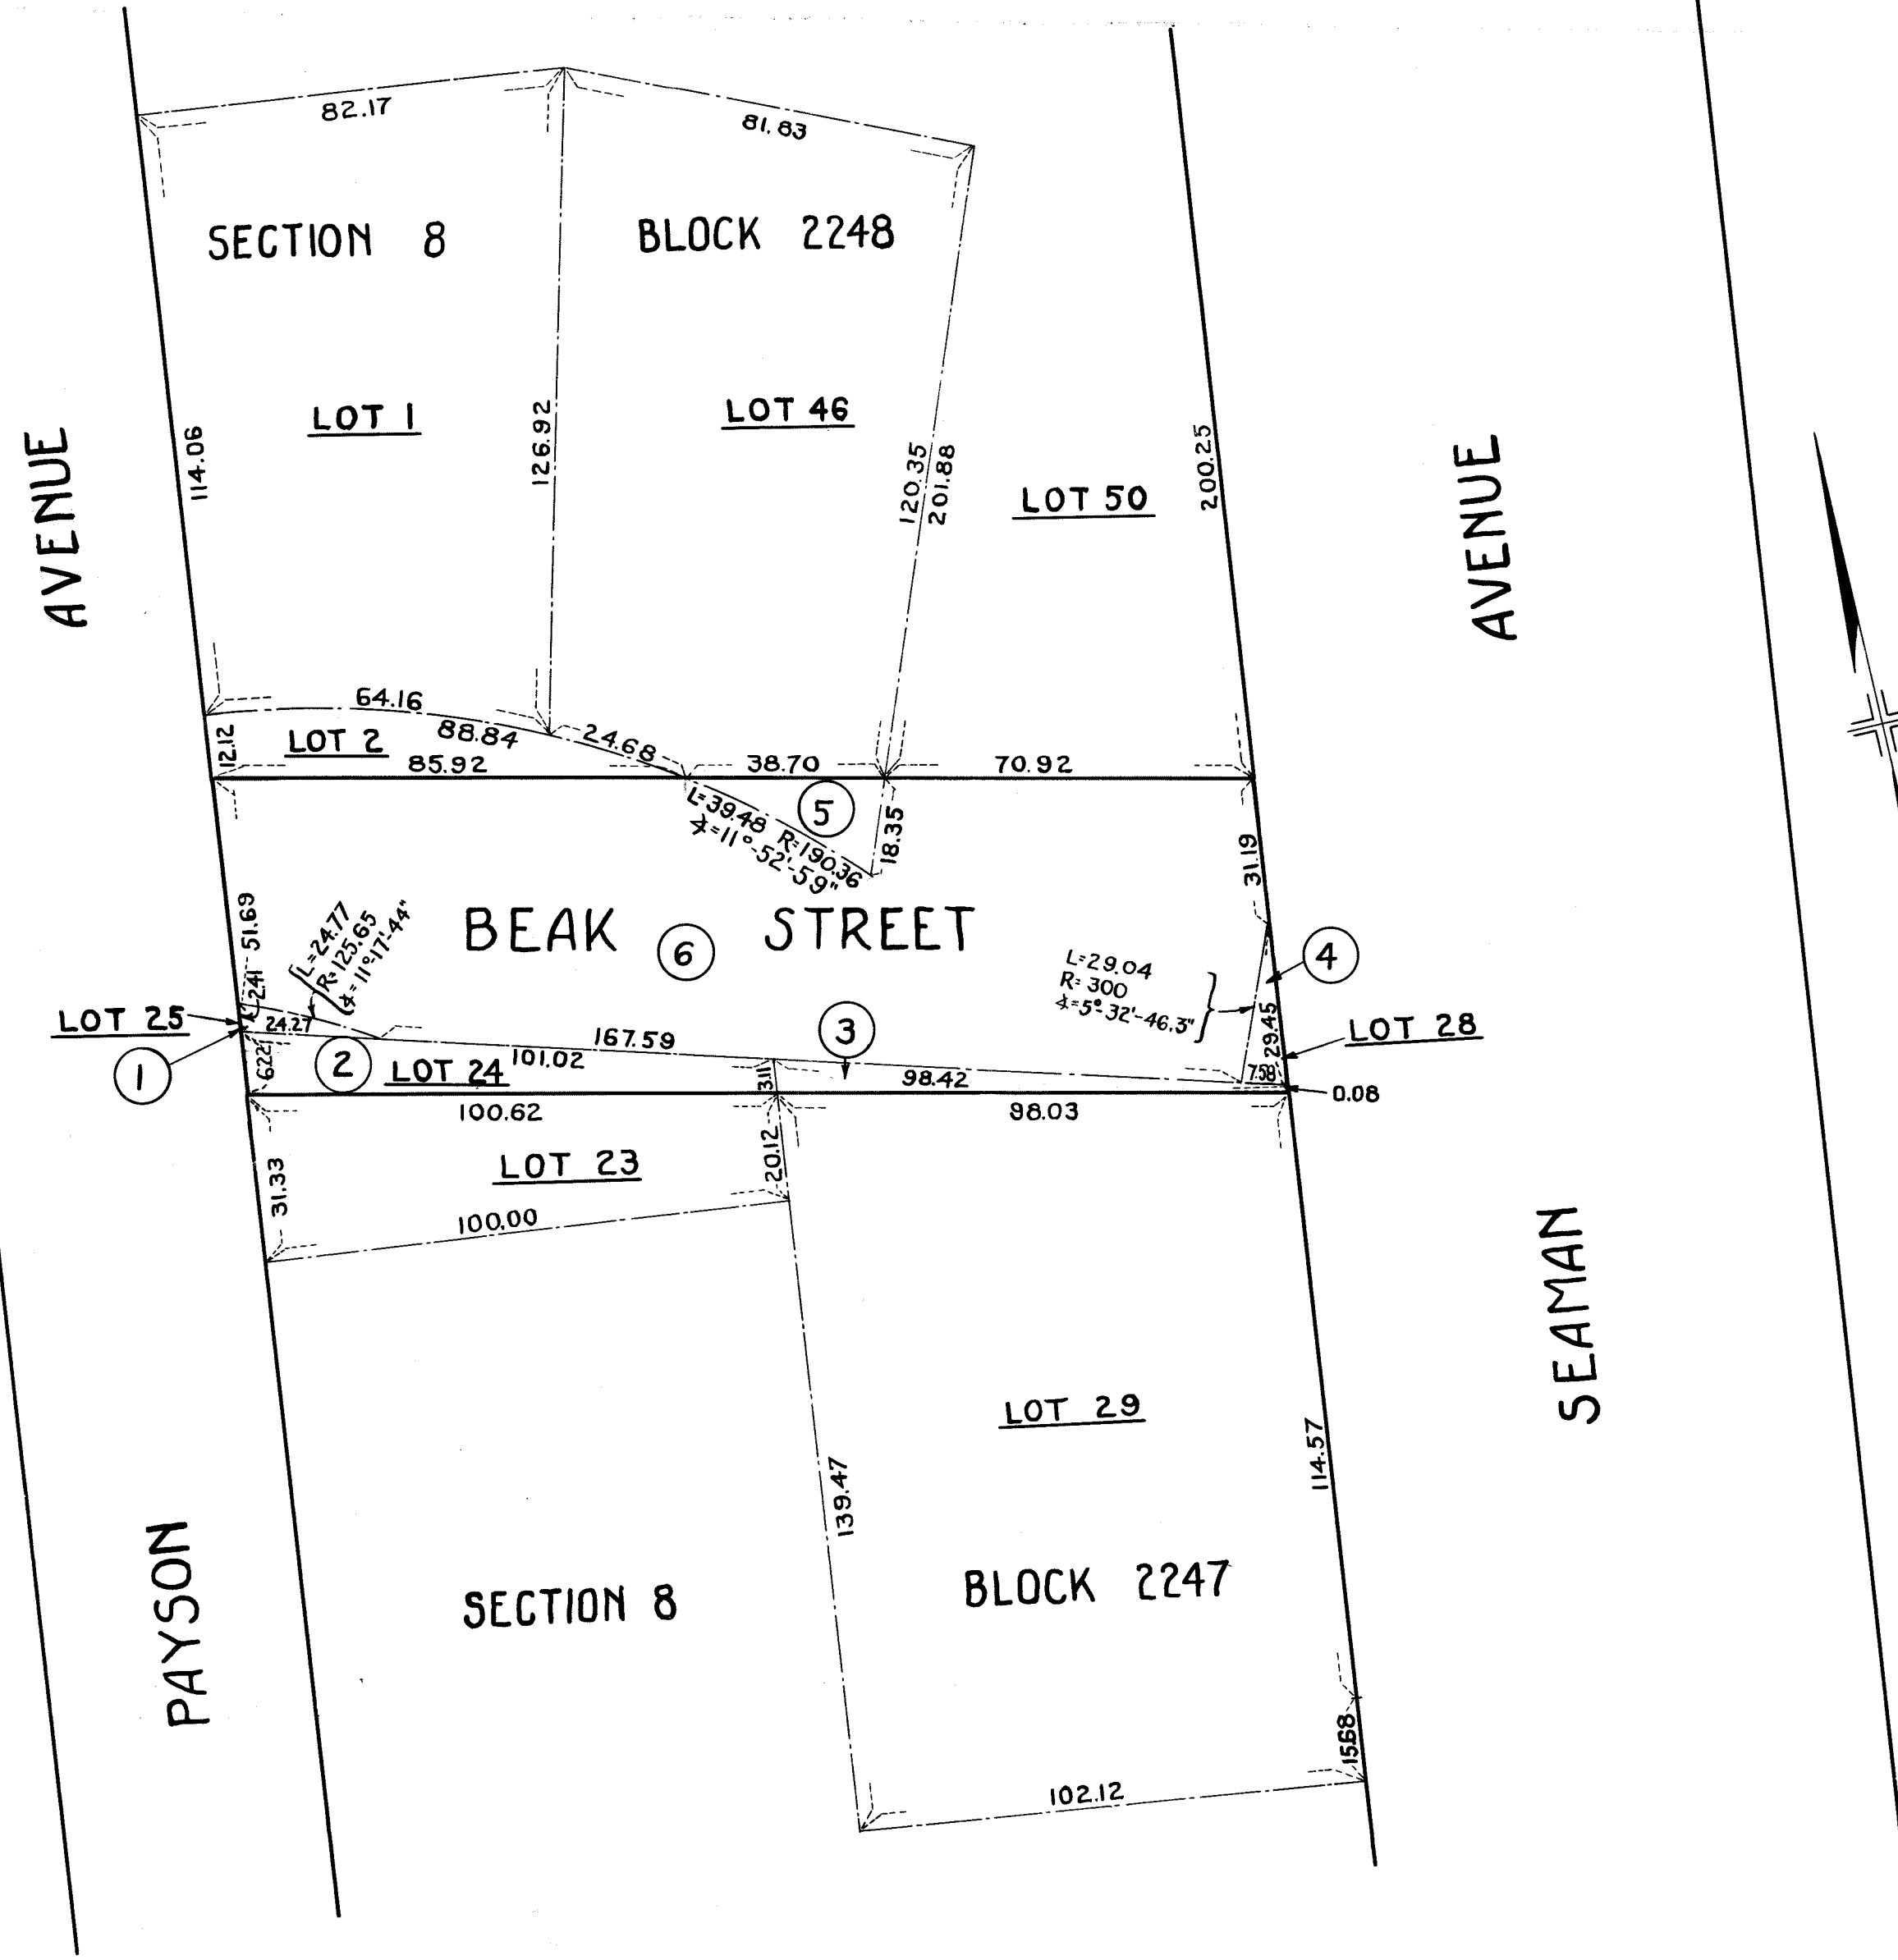 82.17
81.83
SECTION 8
BLOCK 2248
LOT 1
LOT 46
LOT 50
AVENUE
AVENUE
114.06
126.92
120.35
201.88
200.25
64.16
88.84
24.68
12.12
LOT 2
85.92
38.70
70.92
5
L=39.48 R=190.36
∡=11°-52'-59"
18.35
31.19
51.69
BEAK STREET
6
L=24.77
R=125.65
∡=11°-17'-44"
L=29.04
R=300
∡=5°-32'-46.3"
4
12.41
LOT 25
24.27
167.59
3
29.45
LOT 28
1
6.22
2
LOT 24
101.02
3.11
98.42
7.58
0.08
100.62
98.03
LOT 23
20.12
31.33
100.00
SEAMAN
LOT 29
139.47
114.57
PAYSON
SECTION 8
BLOCK 2247
15.68
102.12